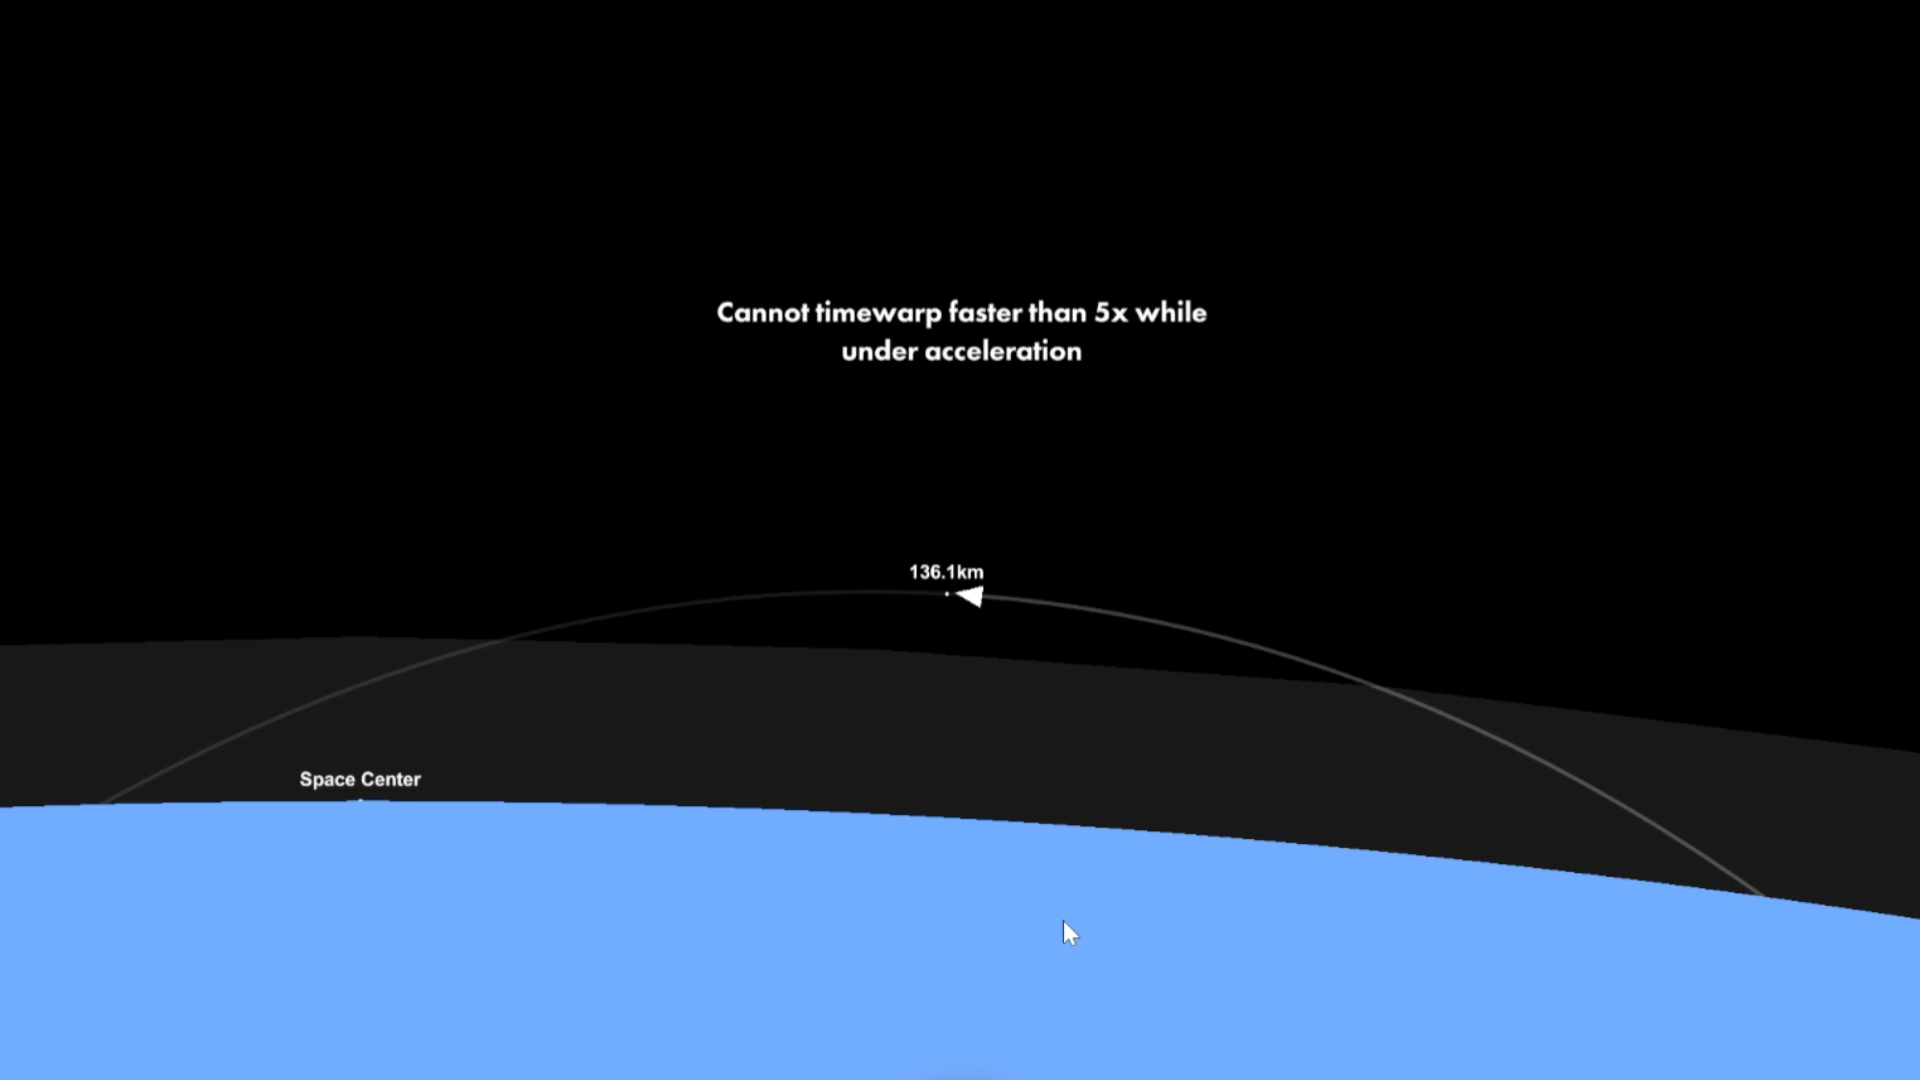 Cannot timewarp faster than 5x while
under acceleration
136.1km
Space Center